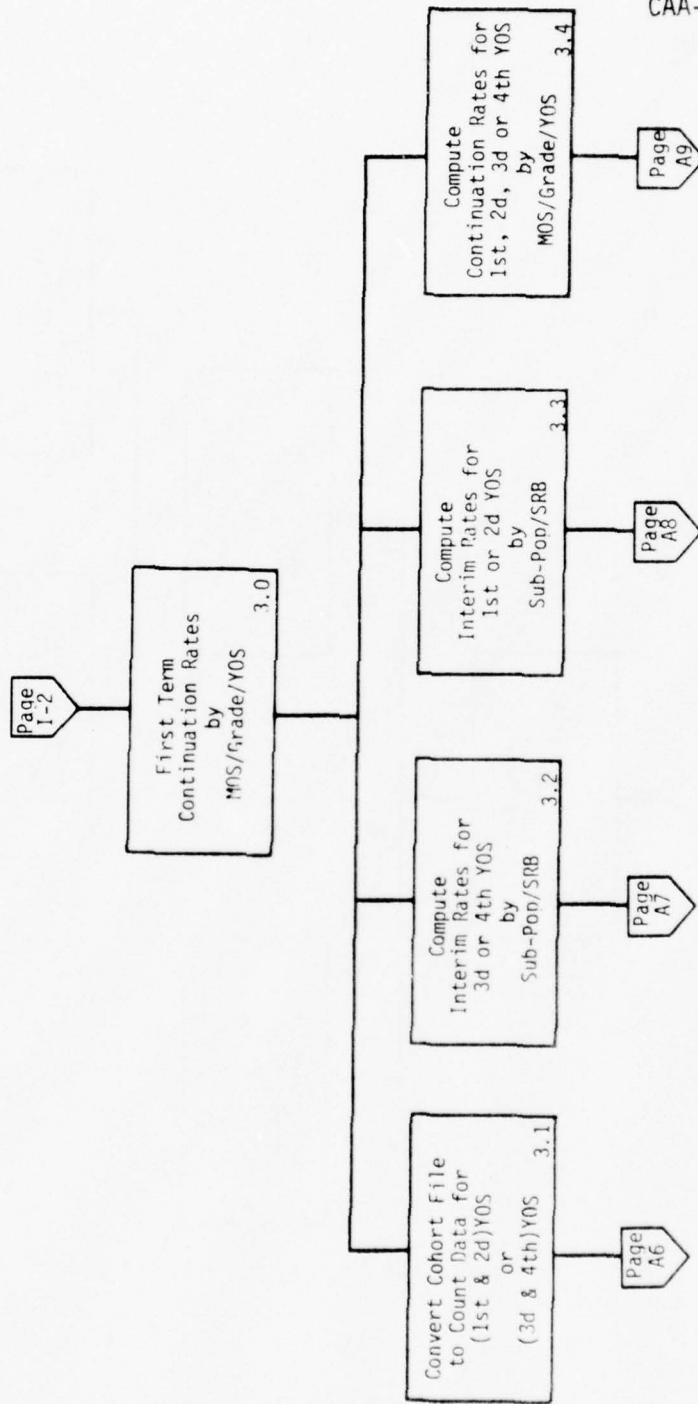 CAA-
Page
I-2
First Term
Continuation Rates
by
MOS/Grade/YOS
3.0
Convert Cohort File
to Count Data for
(1st & 2d)YOS
or
(3d & 4th)YOS
3.1
Page
A6
Compute
Interim Rates for
3d or 4th YOS
by
Sub-Pop/SRB
3.2
Page
A7
Compute
Interim Rates for
1st or 2d YOS
by
Sub-Pop/SRB
3.3
Page
A8
Compute
Continuation Rates for
1st, 2d, 3d or 4th YOS
by
MOS/Grade/YOS
3.4
Page
A9